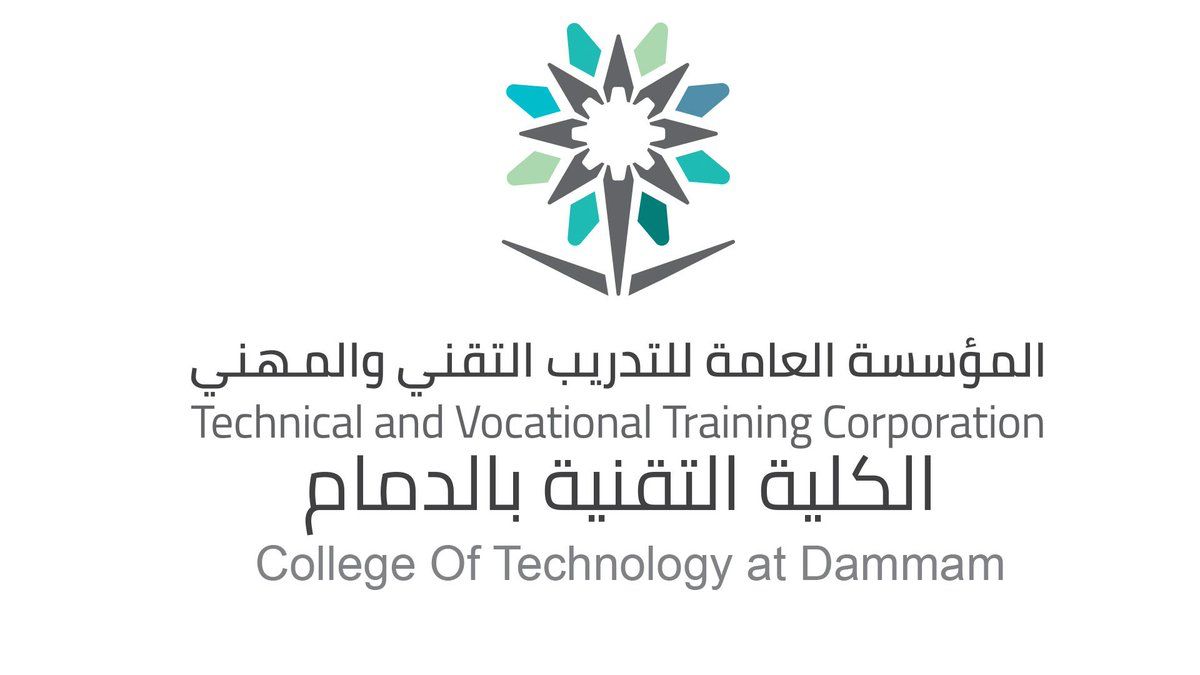 المؤسسة العامة للتدريب التقني والمهني
Technical and Vocational Training Corporation
الكلية التقنية بالدمام
College Of Technology at Dammam